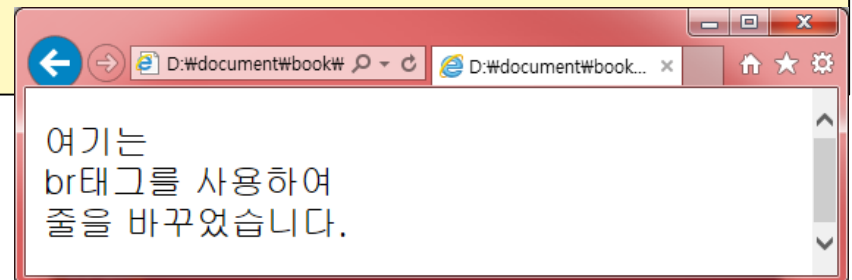 D:₩document₩book₩
D:₩document₩book...
여기는
br태그를 사용하여
줄을 바꾸었습니다.